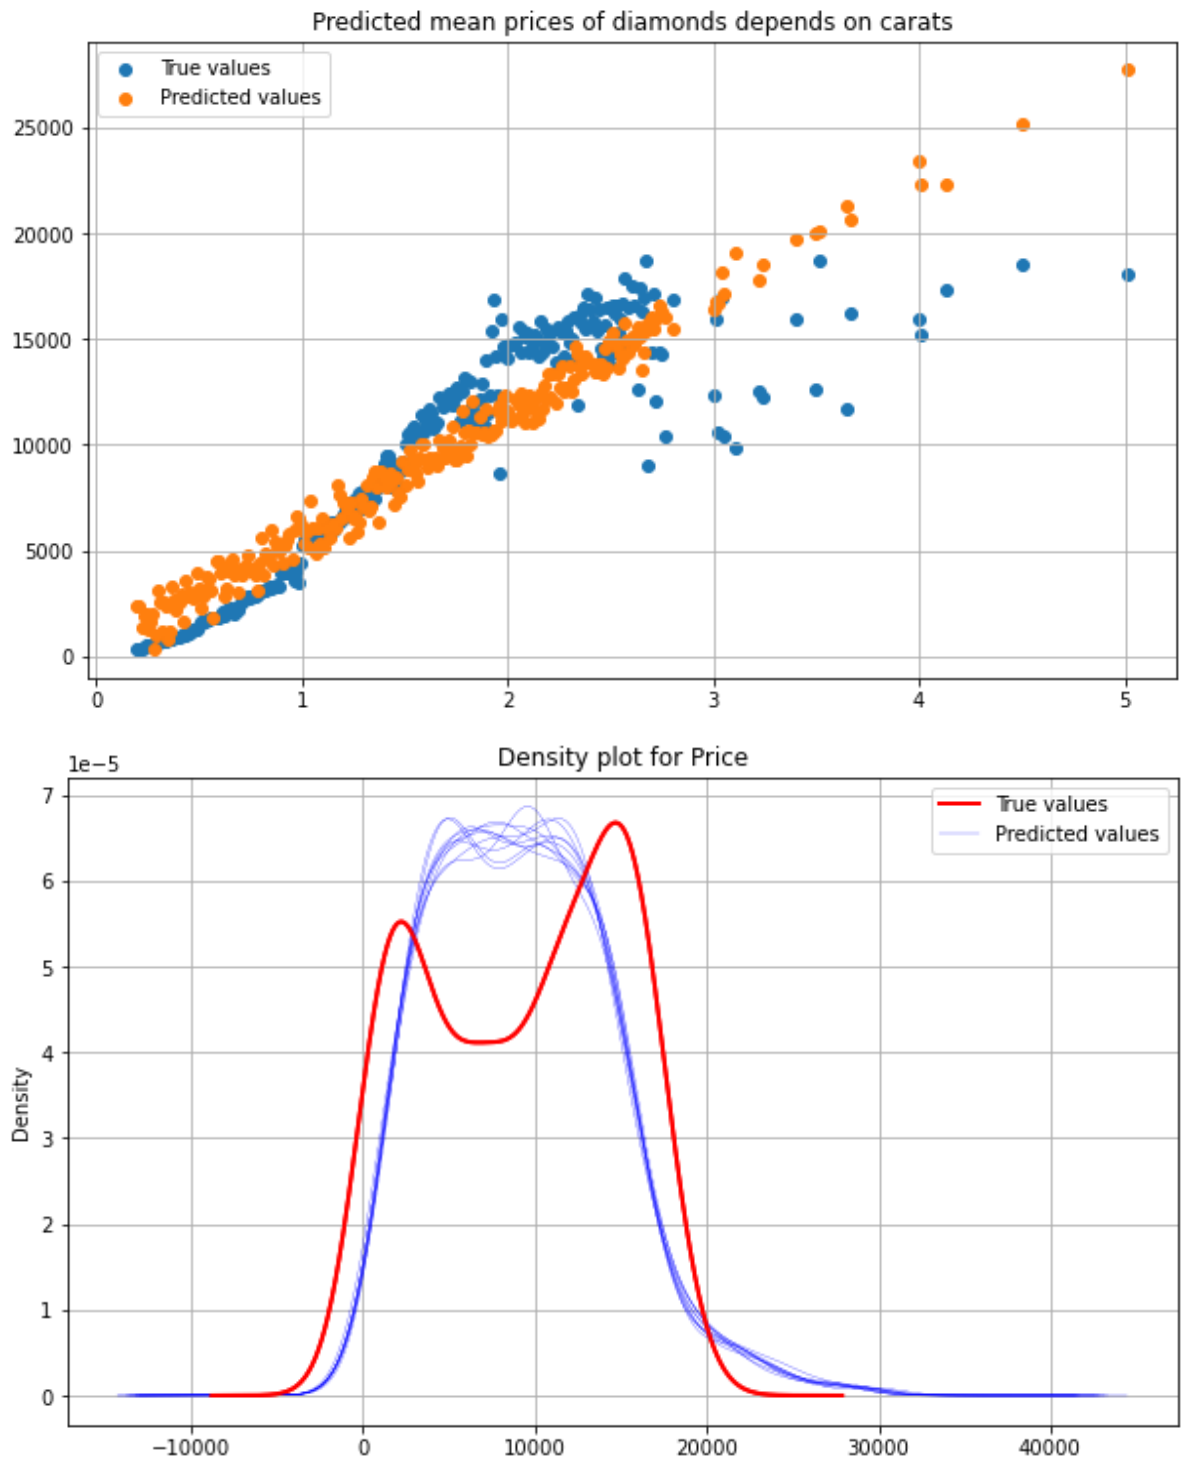 Predicted mean prices of diamonds depends on carats
True values
Predicted values
25000
20000
15000
10000
5000
0
0 1 2 3 4 5
Density plot for Price
1e−5
True values
Predicted values
7
6
5
4
3
2
1
0
Density
−10000 0 10000 20000 30000 40000